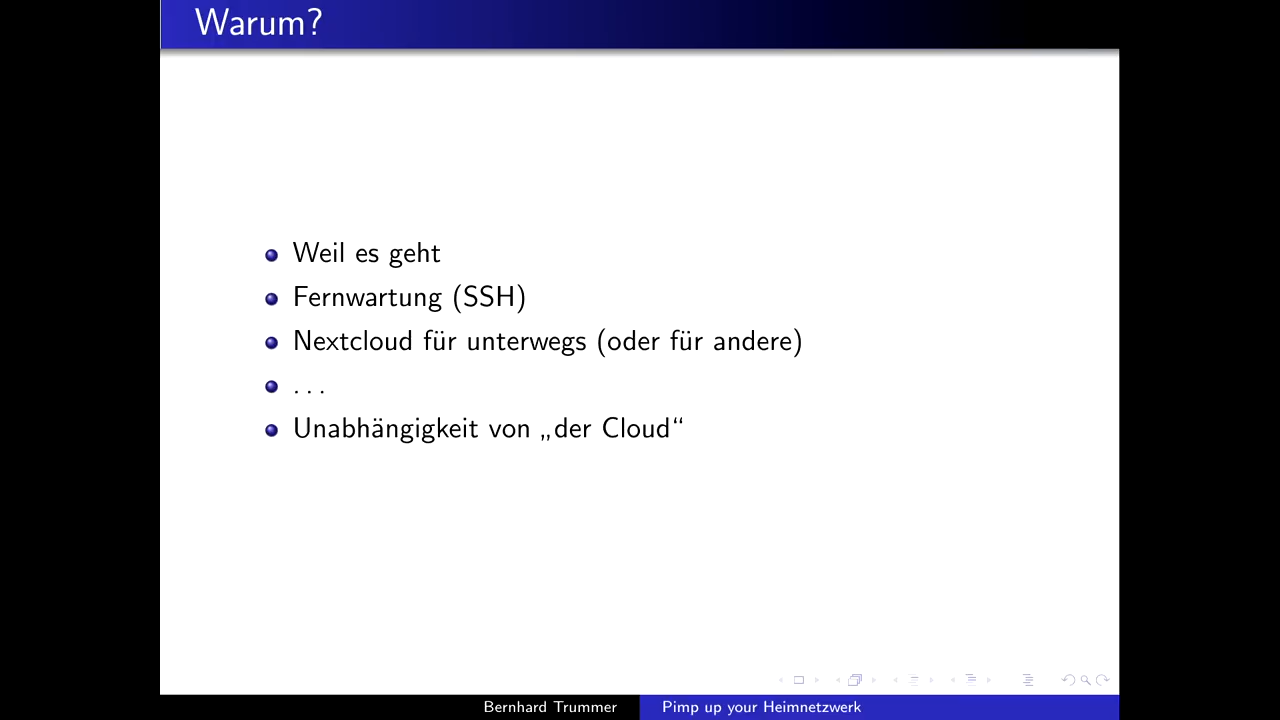 Warum?
Weil es geht
Fernwartung (SSH)
Nextcloud für unterwegs (oder für andere)
...
Unabhängigkeit von „der Cloud“
Bernhard Trummer
Pimp up your Heimnetzwerk